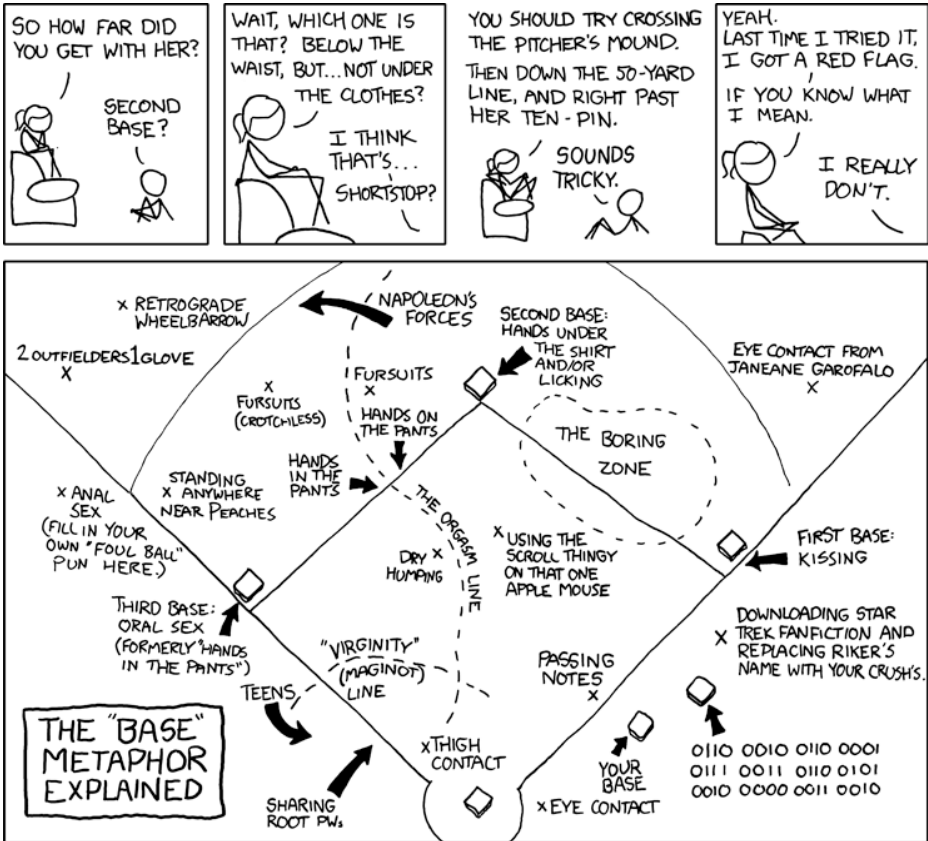 SO HOW FAR DID
YOU GET WITH HER?
SECOND
BASE?
WAIT, WHICH ONE IS
THAT? BELOW THE
WAIST, BUT...NOT UNDER
THE CLOTHES?
I THINK
THAT'S...
SHORTSTOP?
YOU SHOULD TRY CROSSING
THE PITCHER'S MOUND.
THEN DOWN THE 50-YARD
LINE, AND RIGHT PAST
HER TEN-PIN.
SOUNDS
TRICKY.
YEAH.
LAST TIME I TRIED IT,
I GOT A RED FLAG.
IF YOU KNOW WHAT
I MEAN.
I REALLY
DON'T.
x RETROGRADE
WHEELBARROW
NAPOLEON'S
FORCES
SECOND BASE:
HANDS UNDER
THE SHIRT
AND/OR
LICKING
2 OUTFIELDERS 1 GLOVE
x
EYE CONTACT FROM
JANEANE GAROFALO
x
x
FURSUITS
(CROTCHLESS)
FURSUITS
x
HANDS ON
THE PANTS
THE BORING
ZONE
HANDS
IN THE
PANTS
STANDING
x ANYWHERE
NEAR PEACHES
x ANAL
SEX
(FILL IN YOUR
OWN "FOUL BALL"
PUN HERE.)
THE ORGASM LINE
DRY x
HUMPING
x USING THE
SCROLL THINGY
ON THAT ONE
APPLE MOUSE
FIRST BASE:
KISSING
THIRD BASE:
ORAL SEX
(FORMERLY "HANDS
IN THE PANTS")
x DOWNLOADING STAR
TREK FANFICTION AND
REPLACING RIKER'S
NAME WITH YOUR CRUSH'S.
"VIRGINITY"
(MAGINOT)
LINE
PASSING
NOTES
x
TEENS
THE "BASE"
METAPHOR
EXPLAINED
x THIGH
CONTACT
SHARING
ROOT PWs
YOUR
BASE
x EYE CONTACT
0110 0010 0110 0001
0111 0011 0110 0101
0010 0000 0011 0010